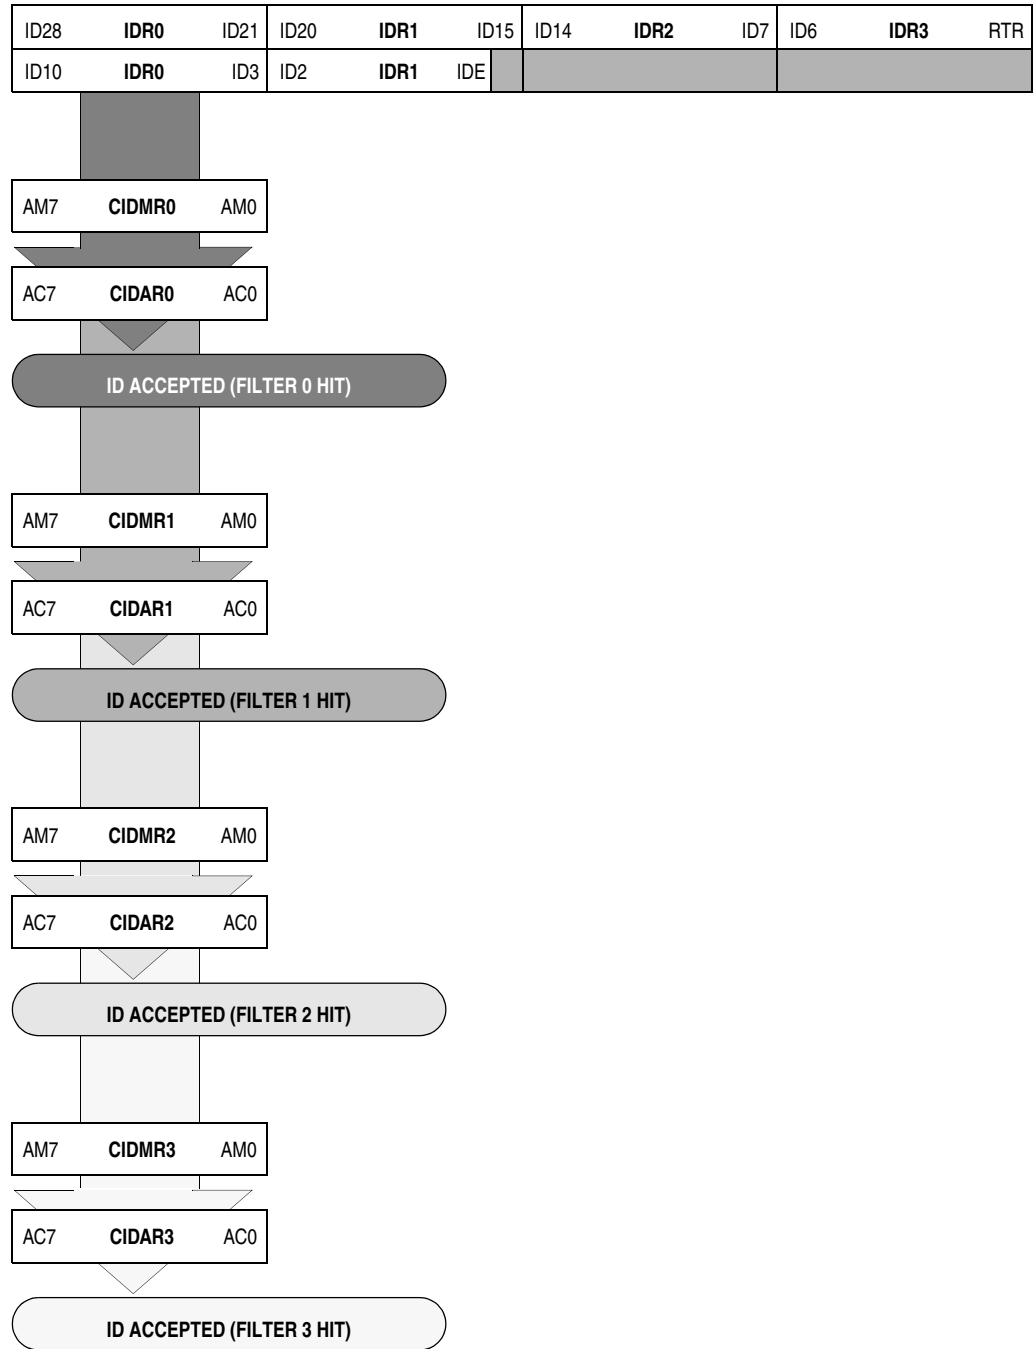 ID28 IDR0 ID21 ID20 IDR1 ID15 ID14 IDR2 ID7 ID6 IDR3 RTR
ID10 IDR0 ID3 ID2 IDR1 IDE
AM7 CIDMR0 AM0
AC7 CIDAR0 AC0
ID ACCEPTED (FILTER 0 HIT)
AM7 CIDMR1 AM0
AC7 CIDAR1 AC0
ID ACCEPTED (FILTER 1 HIT)
AM7 CIDMR2 AM0
AC7 CIDAR2 AC0
ID ACCEPTED (FILTER 2 HIT)
AM7 CIDMR3 AM0
AC7 CIDAR3 AC0
ID ACCEPTED (FILTER 3 HIT)